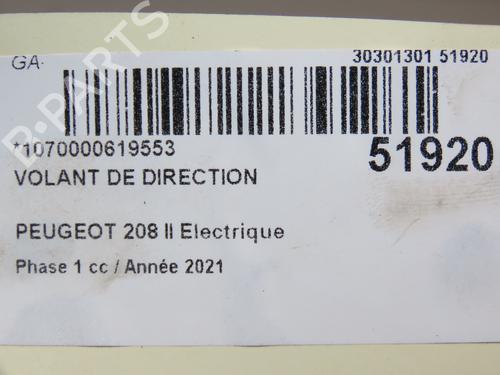 GA-
30301301 51920
*1070000619553
51920
VOLANT DE DIRECTION
PEUGEOT 208 II Electrique
Phase 1 cc / Année 2021
B-PARTS